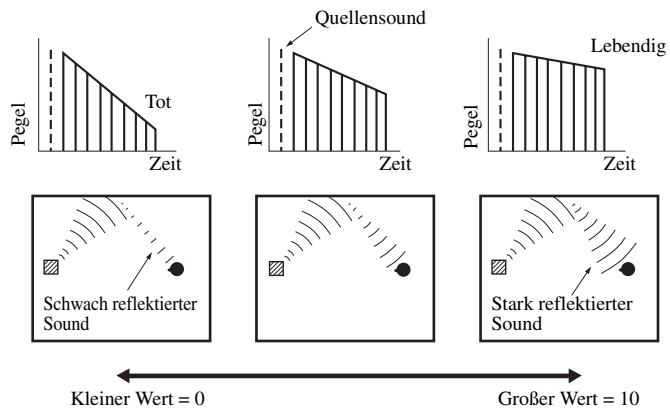 Quellensound
Pegel
Tot
Zeit
Pegel
Zeit
Lebendig
Pegel
Zeit
Schwach reflektierter
Sound
Stark reflektierter
Sound
Kleiner Wert = 0
Großer Wert = 10